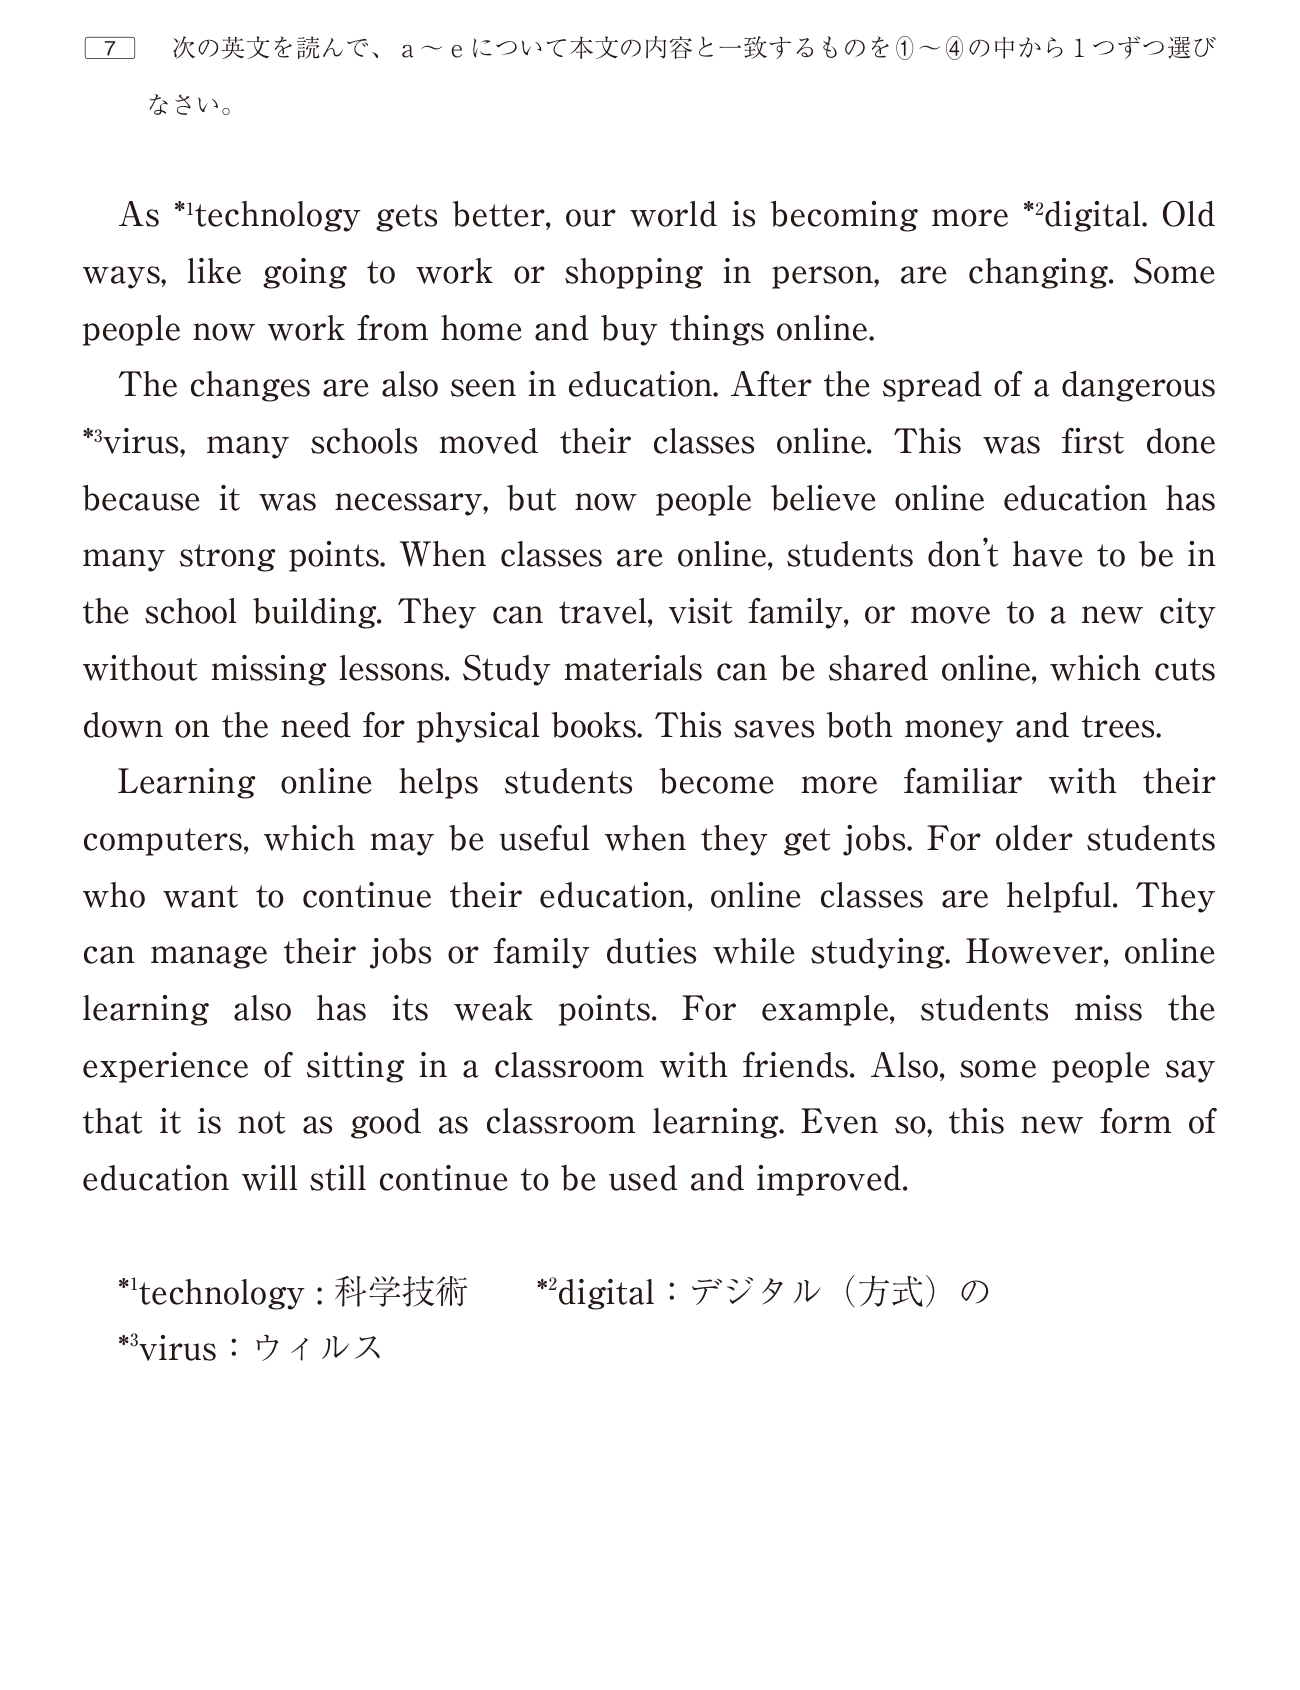 7 次の英文を読んで、a～eについて本文の内容と一致するものを①～④の中から1つずつ選び
なさい。
As *1technology gets better, our world is becoming more *2digital. Old
ways, like going to work or shopping in person, are changing. Some
people now work from home and buy things online.
The changes are also seen in education. After the spread of a dangerous
*3virus, many schools moved their classes online. This was first done
because it was necessary, but now people believe online education has
many strong points. When classes are online, students don't have to be in
the school building. They can travel, visit family, or move to a new city
without missing lessons. Study materials can be shared online, which cuts
down on the need for physical books. This saves both money and trees.
Learning online helps students become more familiar with their
computers, which may be useful when they get jobs. For older students
who want to continue their education, online classes are helpful. They
can manage their jobs or family duties while studying. However, online
learning also has its weak points. For example, students miss the
experience of sitting in a classroom with friends. Also, some people say
that it is not as good as classroom learning. Even so, this new form of
education will still continue to be used and improved.
*1technology : 科学技術 *2digital：デジタル（方式）の
*3virus：ウィルス